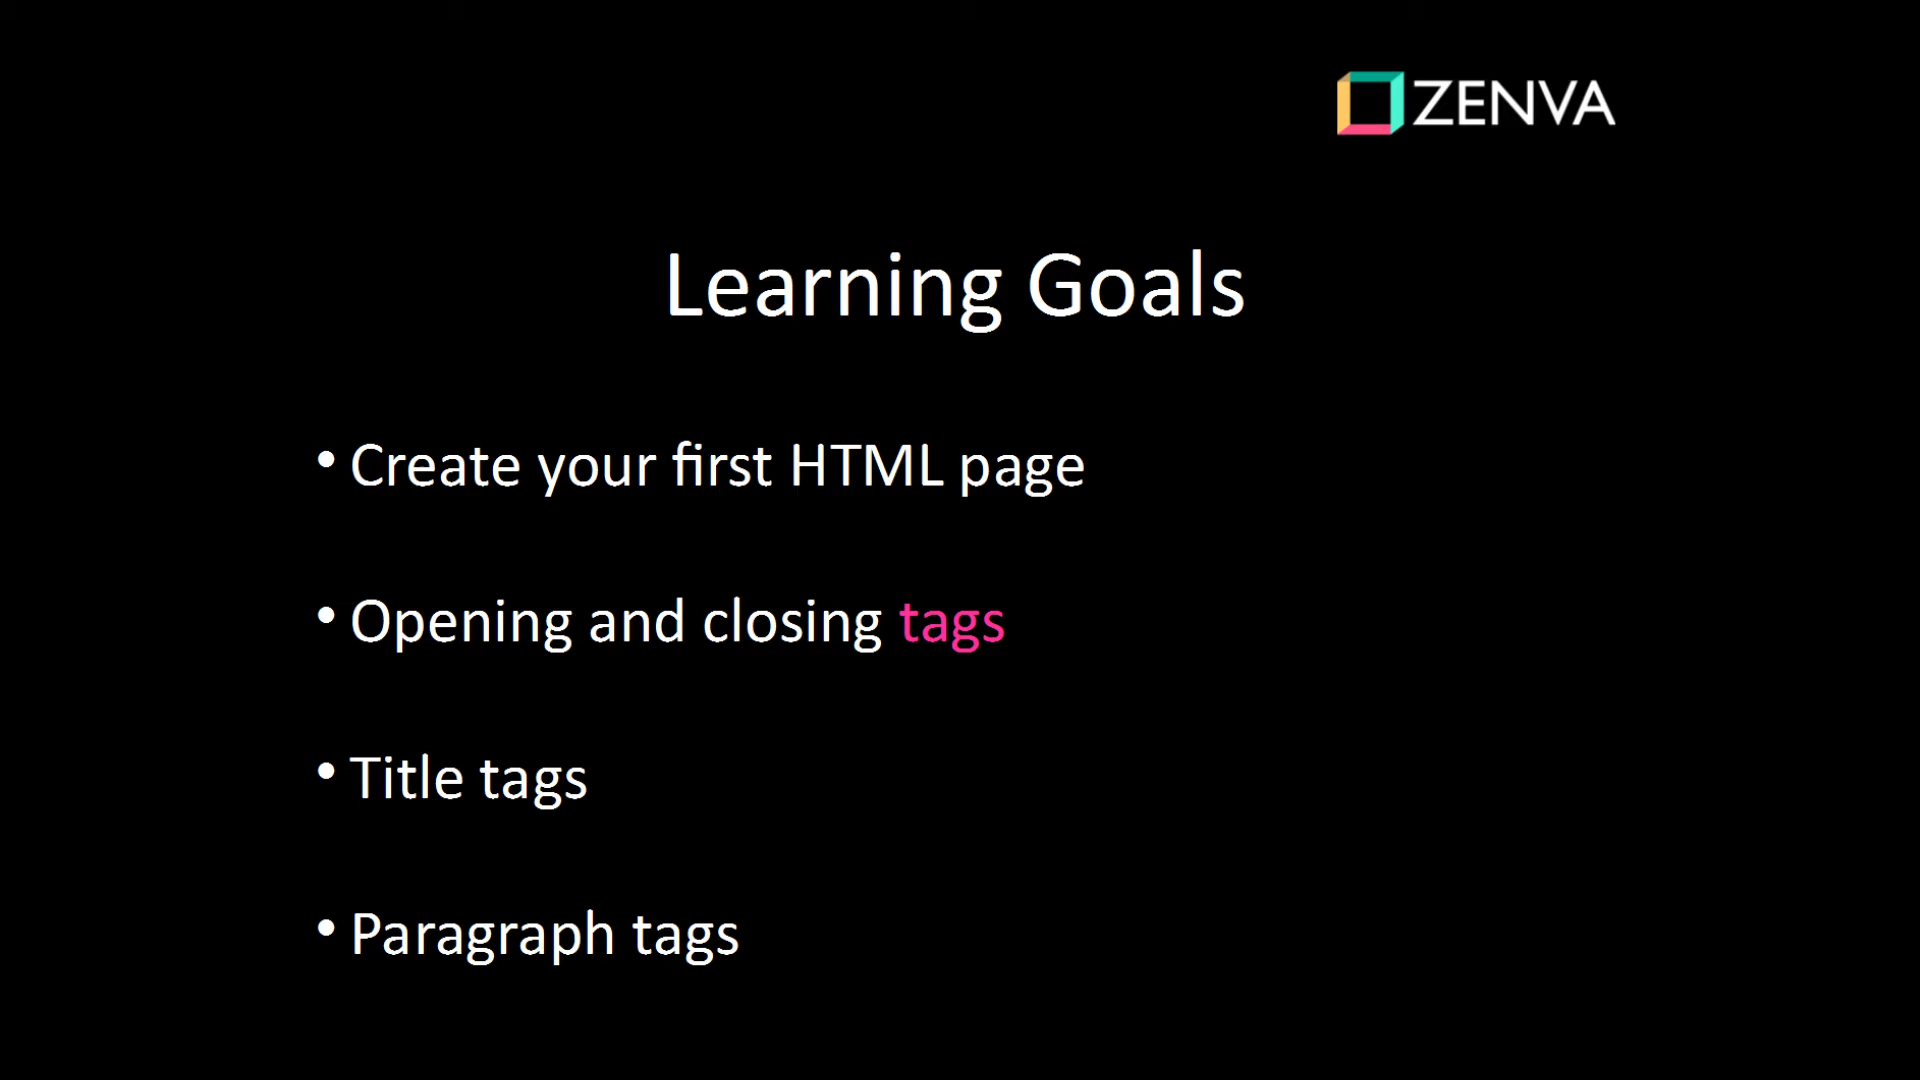 ZENVA
Learning Goals
• Create your first HTML page
• Opening and closing tags
• Title tags
• Paragraph tags